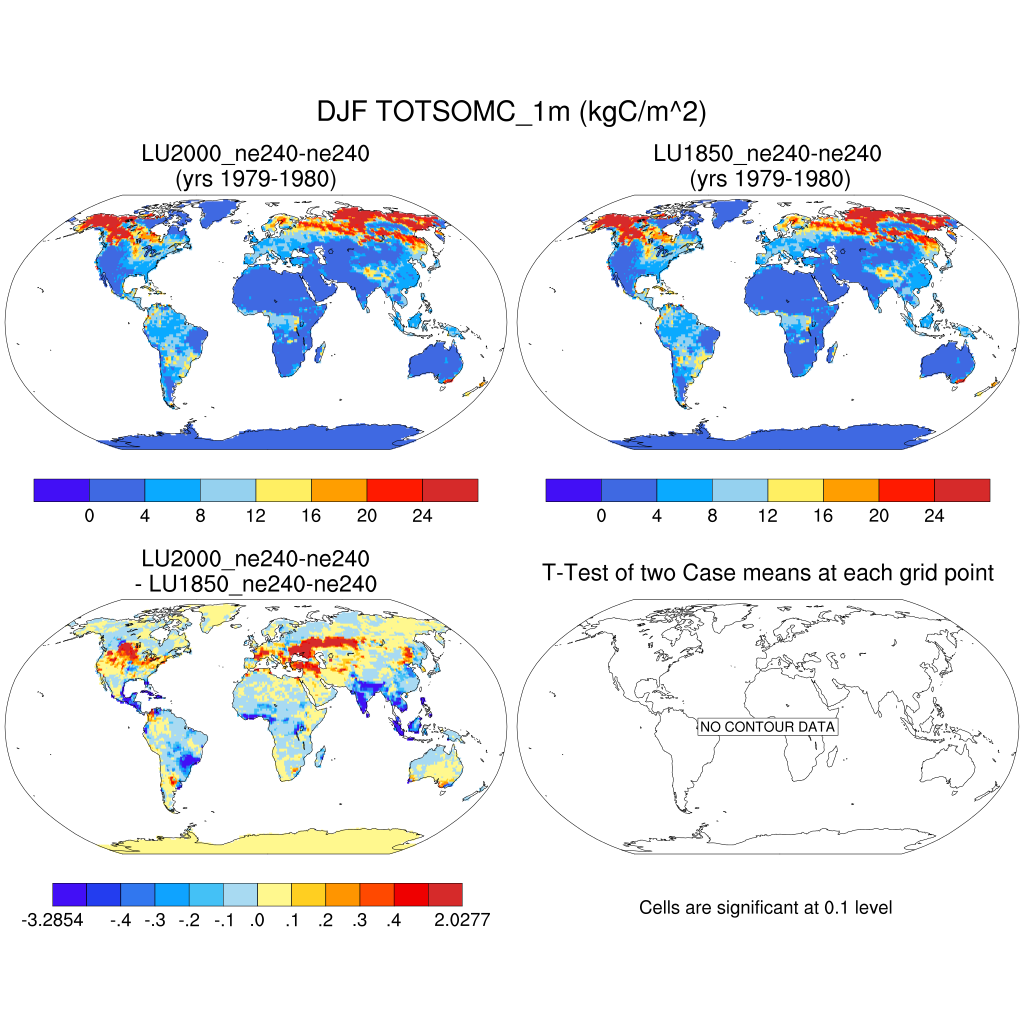 DJF TOTSOMC_1m (kgC/m^2)
LU2000_ne240-ne240
(yrs 1979-1980)
LU1850_ne240-ne240
(yrs 1979-1980)
0 4 8 12 16 20 24
0 4 8 12 16 20 24
LU2000_ne240-ne240
- LU1850_ne240-ne240
T-Test of two Case means at each grid point
NO CONTOUR DATA
-3.2854 -.4 -.3 -.2 -.1 .0 .1 .2 .3 .4 2.0277
Cells are significant at 0.1 level